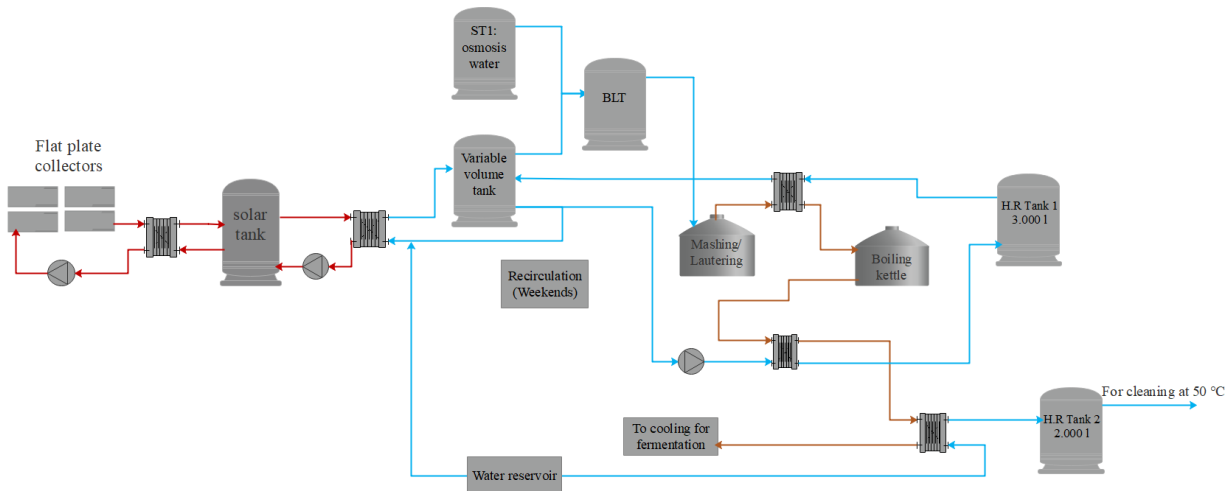 ST1:
osmosis
water
BLT
Flat plate
collectors
Variable
volume
tank
solar
tank
H.R Tank 1
3.000 l
Mashing/
Lautering
Boiling
kettle
Recirculation
(Weekends)
For cleaning at 50 °C
H.R Tank 2
2.000 l
To cooling for
fermentation
Water reservoir